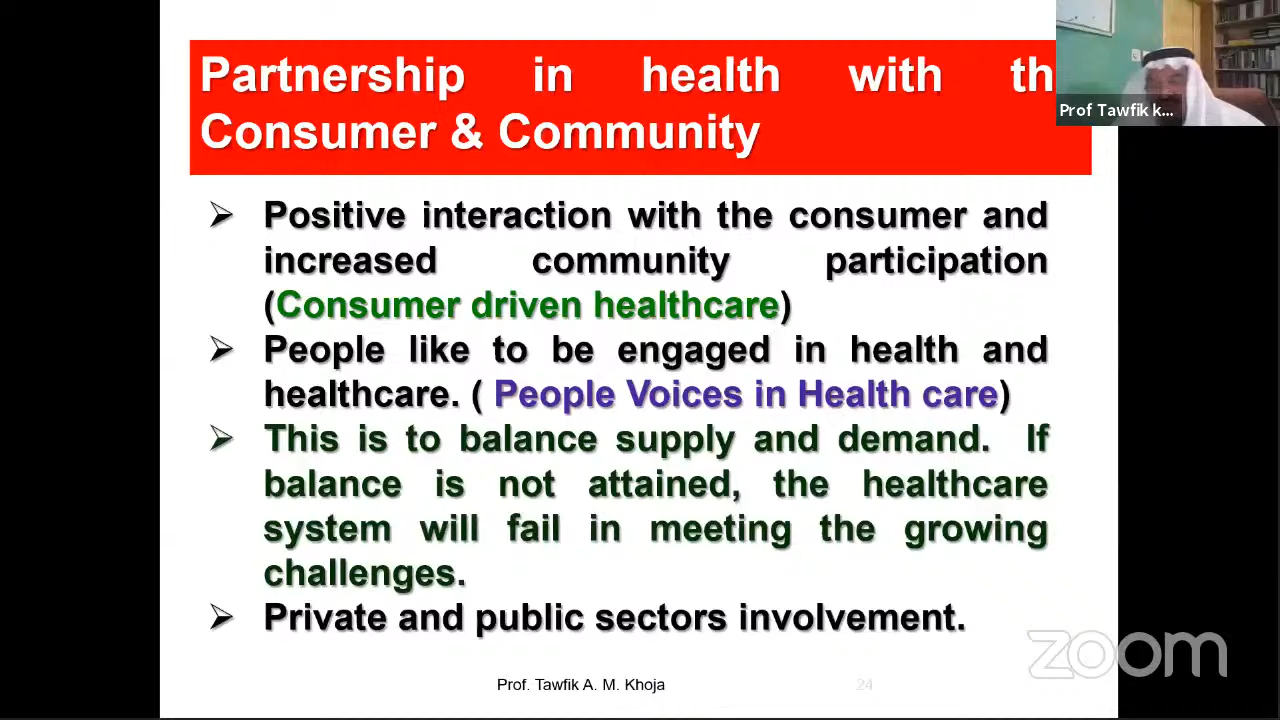 Partnership in health with th
Consumer & Community
Prof Tawfik k...
➢ Positive interaction with the consumer and
increased community participation
(Consumer driven healthcare)
➢ People like to be engaged in health and
healthcare. ( People Voices in Health care)
➢ This is to balance supply and demand. If
balance is not attained, the healthcare
system will fail in meeting the growing
challenges.
➢ Private and public sectors involvement.
zoom
Prof. Tawfik A. M. Khoja
24